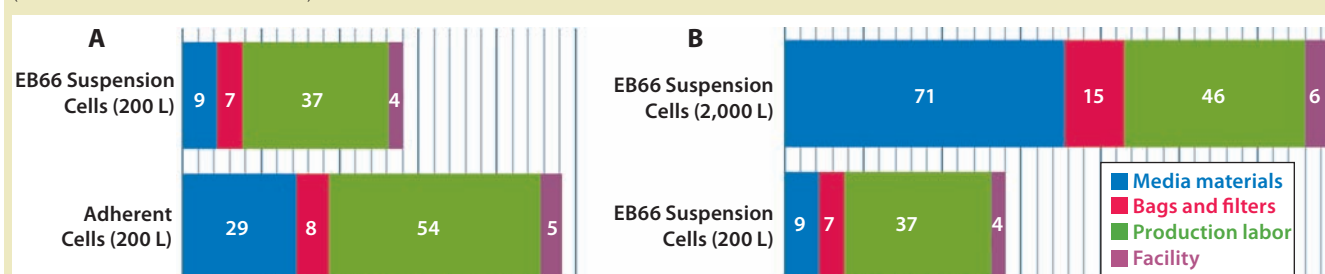 A
EB66 Suspension
Cells (200 L)
9 7 37 4
Adherent
Cells (200 L)
29 8 54 5
B
EB66 Suspension
Cells (2,000 L)
71 15 46 6
EB66 Suspension
Cells (200 L)
9 7 37 4
Media materials
Bags and filters
Production labor
Facility